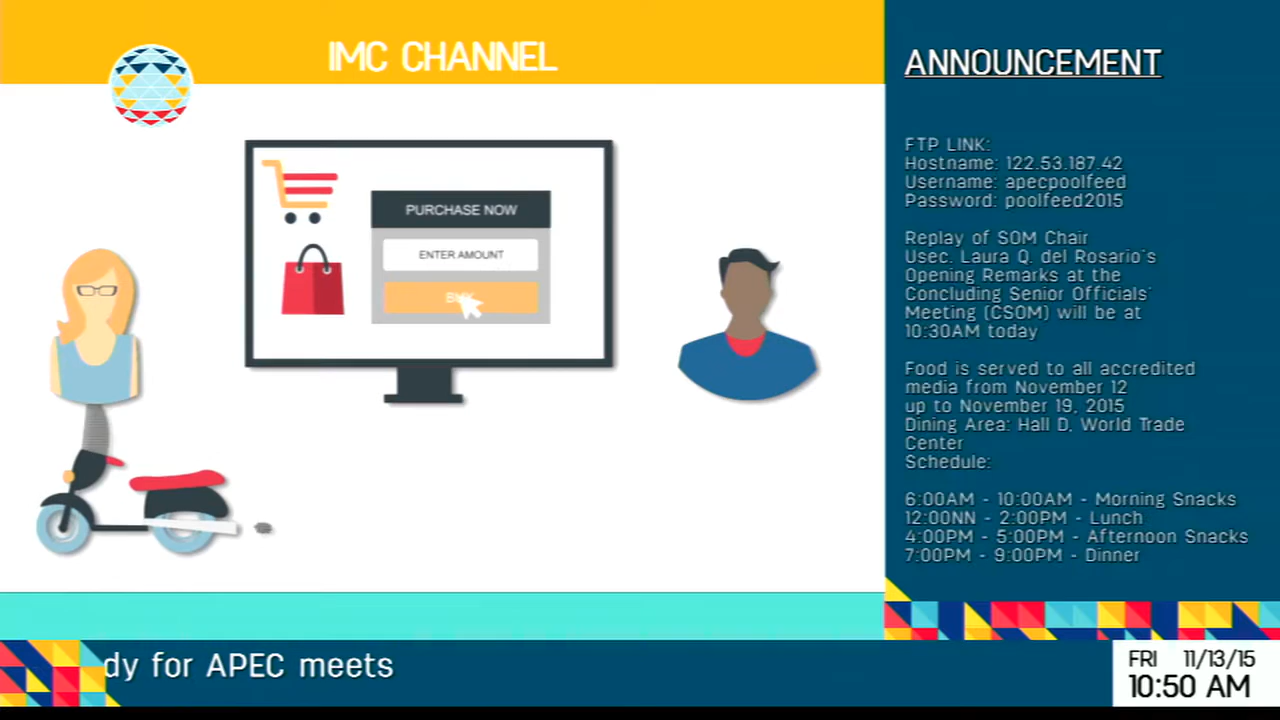 IMC CHANNEL
PURCHASE NOW
ENTER AMOUNT
ANNOUNCEMENT
FTP LINK:
Hostname: 122.53.187.42
Username: apecpoolfeed
Password: poolfeed2015
Replay of SOM Chair
Usec. Laura Q. del Rosario's
Opening Remarks at the
Concluding Senior Officials'
Meeting (CSOM) will be at
10:30AM today
Food is served to all accredited
media from November 12
up to November 19, 2015
Dining Area: Hall D, World Trade
Center
Schedule:
6:00AM - 10:00AM - Morning Snacks
12:00NN - 2:00PM - Lunch
4:00PM - 5:00PM - Afternoon Snacks
7:00PM - 9:00PM - Dinner
dy for APEC meets
FRI 11/13/15
10:50 AM